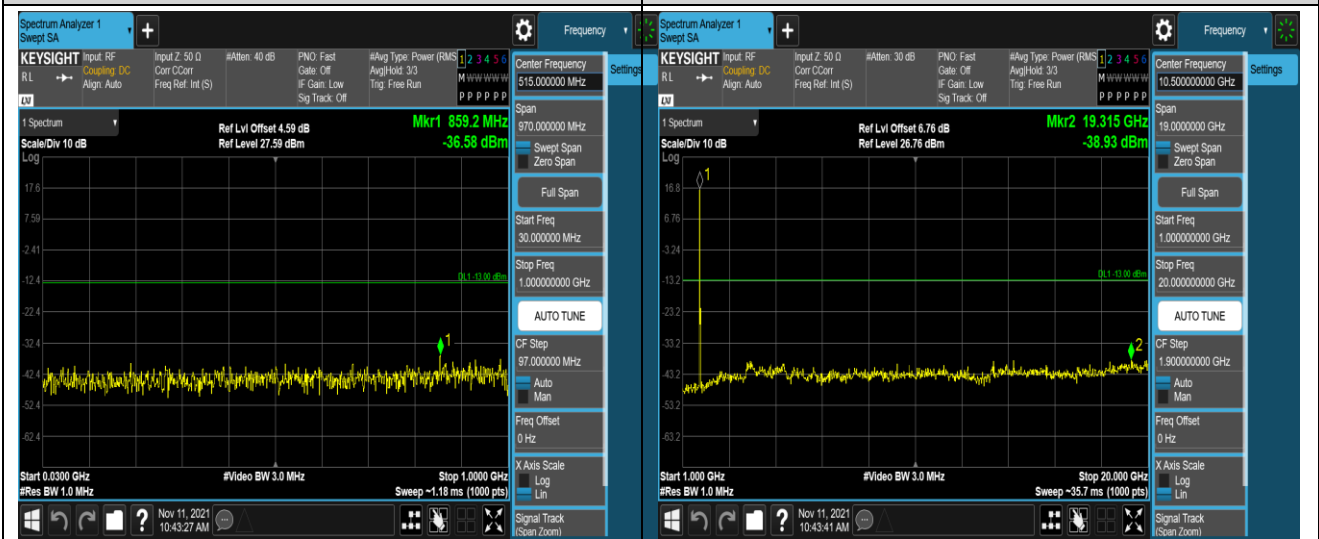 Spectrum Analyzer 1
Swept SA
+
Frequency
KEYSIGHT
RL
LXI
Input: RF
Coupling: DC
Align: Auto
Input Z: 50 Ω
Corr CCorr
Freq Ref: Int (S)
#Atten: 40 dB
PNO: Fast
Gate: Off
IF Gain: Low
Sig Track: Off
#Avg Type: Power (RMS
Avg|Hold: 3/3
Trig: Free Run
1 2 3 4 5 6
M W W W W W
P P P P P P
Center Frequency
515.000000 MHz
Settings
1 Spectrum
Scale/Div 10 dB
Log
Ref Lvl Offset 4.59 dB
Ref Level 27.59 dBm
Mkr1 859.2 MHz
-36.58 dBm
Span
970.000000 MHz
Swept Span
Zero Span
Full Span
Start Freq
30.000000 MHz
Stop Freq
1.000000000 GHz
AUTO TUNE
CF Step
97.000000 MHz
Auto
Man
Freq Offset
0 Hz
X Axis Scale
Log
Lin
Signal Track
(Span Zoom)
17.6
7.59
-2.41
DL1 -13.00 dBm
-12.4
-22.4
-32.4
1
-42.4
-52.4
-62.4
Start 0.0300 GHz
#Res BW 1.0 MHz
#Video BW 3.0 MHz
Stop 1.0000 GHz
Sweep ~1.18 ms (1000 pts)
?
Nov 11, 2021
10:43:27 AM
Spectrum Analyzer 1
Swept SA
+
Frequency
KEYSIGHT
RL
LXI
Input: RF
Coupling: DC
Align: Auto
Input Z: 50 Ω
Corr CCorr
Freq Ref: Int (S)
#Atten: 30 dB
PNO: Fast
Gate: Off
IF Gain: Low
Sig Track: Off
#Avg Type: Power (RMS
Avg|Hold: 3/3
Trig: Free Run
1 2 3 4 5 6
M W W W W W
P P P P P P
Center Frequency
10.500000000 GHz
Settings
1 Spectrum
Scale/Div 10 dB
Log
Ref Lvl Offset 6.76 dB
Ref Level 26.76 dBm
Mkr2 19.315 GHz
-38.93 dBm
Span
19.0000000 GHz
Swept Span
Zero Span
Full Span
Start Freq
1.000000000 GHz
Stop Freq
20.000000000 GHz
AUTO TUNE
CF Step
1.900000000 GHz
Auto
Man
Freq Offset
0 Hz
X Axis Scale
Log
Lin
Signal Track
(Span Zoom)
1
16.8
6.76
-3.24
DL1 -13.00 dBm
-13.2
-23.2
-33.2
2
-43.2
-53.2
-63.2
Start 1.000 GHz
#Res BW 1.0 MHz
#Video BW 3.0 MHz
Stop 20.000 GHz
Sweep ~35.7 ms (1000 pts)
?
Nov 11, 2021
10:43:41 AM